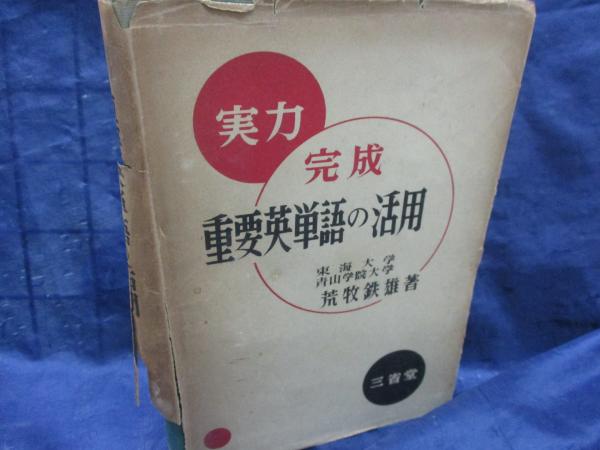 実力
完成
重要英単語の活用
東海大学
青山学院大学
荒牧鉄雄著
三省堂